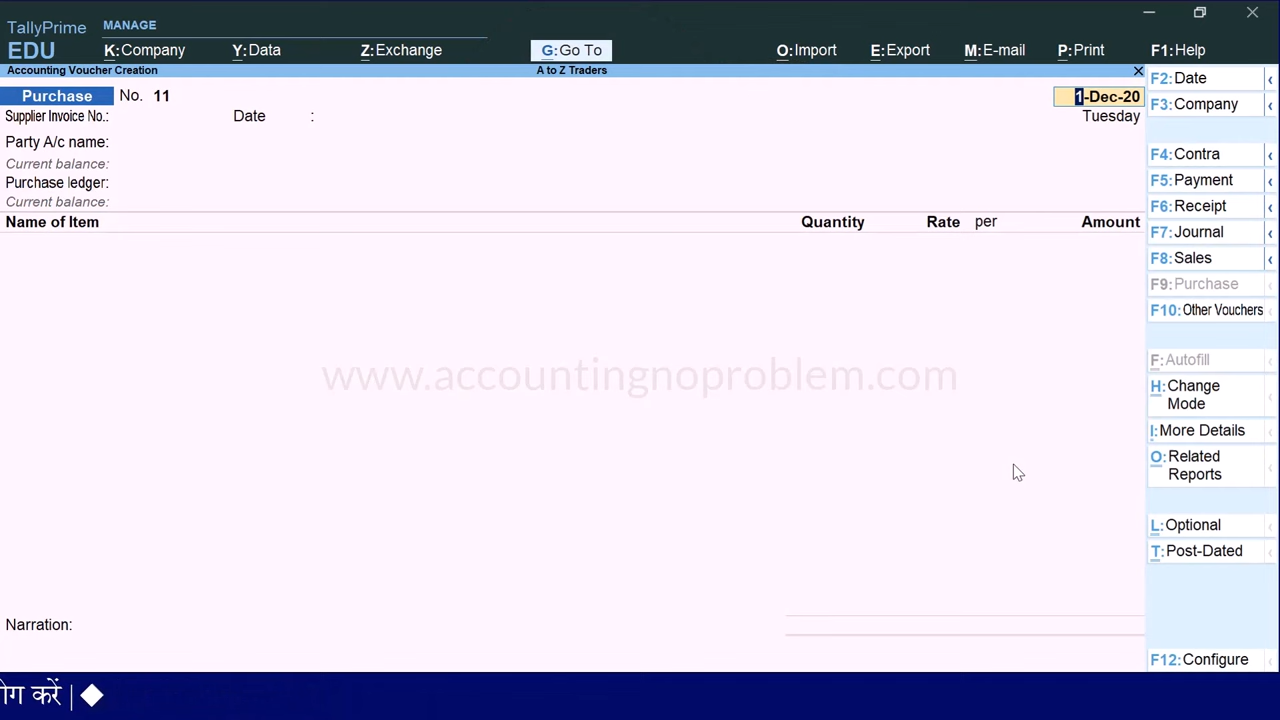 TallyPrime
EDU
MANAGE
K:Company Y:Data Z:Exchange G:Go To O:Import E:Export M:E-mail P:Print F1:Help
Accounting Voucher Creation A to Z Traders
Purchase No. 11 1-Dec-20
Supplier Invoice No.: Date : Tuesday
Party A/c name:
Current balance:
Purchase ledger:
Current balance:
Name of Item Quantity Rate per Amount
www.accountingnoproblem.com
Narration:
F2:Date
F3:Company
F4:Contra
F5:Payment
F6:Receipt
F7:Journal
F8:Sales
F9:Purchase
F10:Other Vouchers
F:Autofill
H:Change
Mode
I:More Details
O:Related
Reports
L:Optional
T:Post-Dated
F12:Configure
करें |